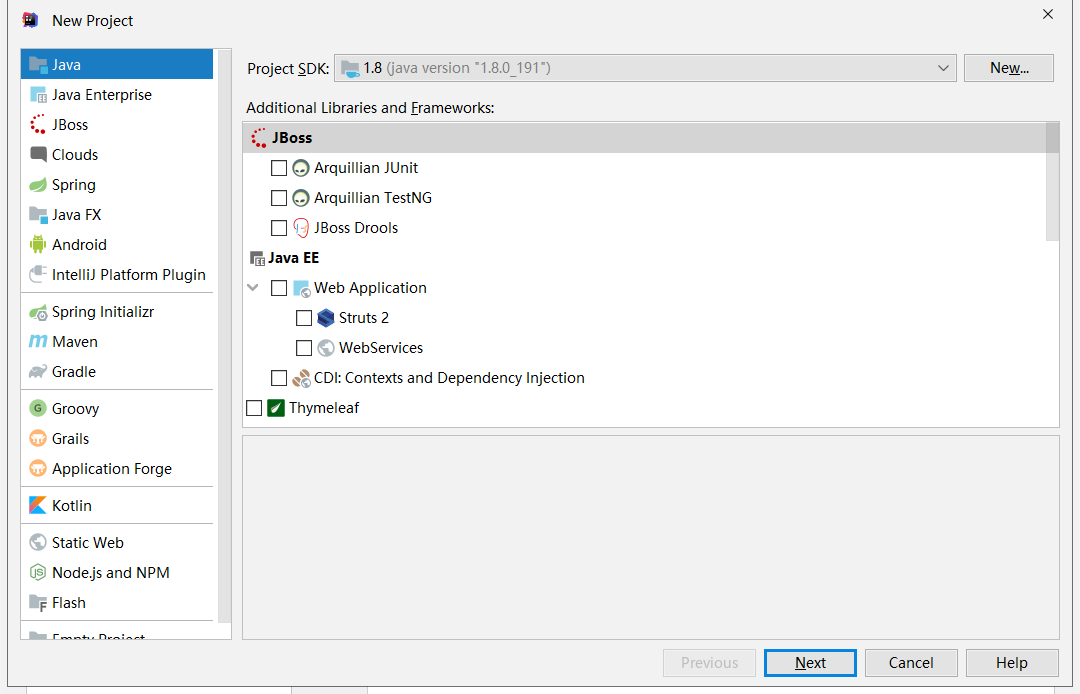 New Project
Java
Java Enterprise
JBoss
Clouds
Spring
Java FX
Android
IntelliJ Platform Plugin
Spring Initializr
Maven
Gradle
Groovy
Grails
Application Forge
Kotlin
Static Web
Node.js and NPM
Flash
Empty Project
Project SDK: 1.8 (java version "1.8.0_191") New...
Additional Libraries and Frameworks:
JBoss
Arquillian JUnit
Arquillian TestNG
JBoss Drools
Java EE
Web Application
Struts 2
WebServices
CDI: Contexts and Dependency Injection
Thymeleaf
Previous Next Cancel Help